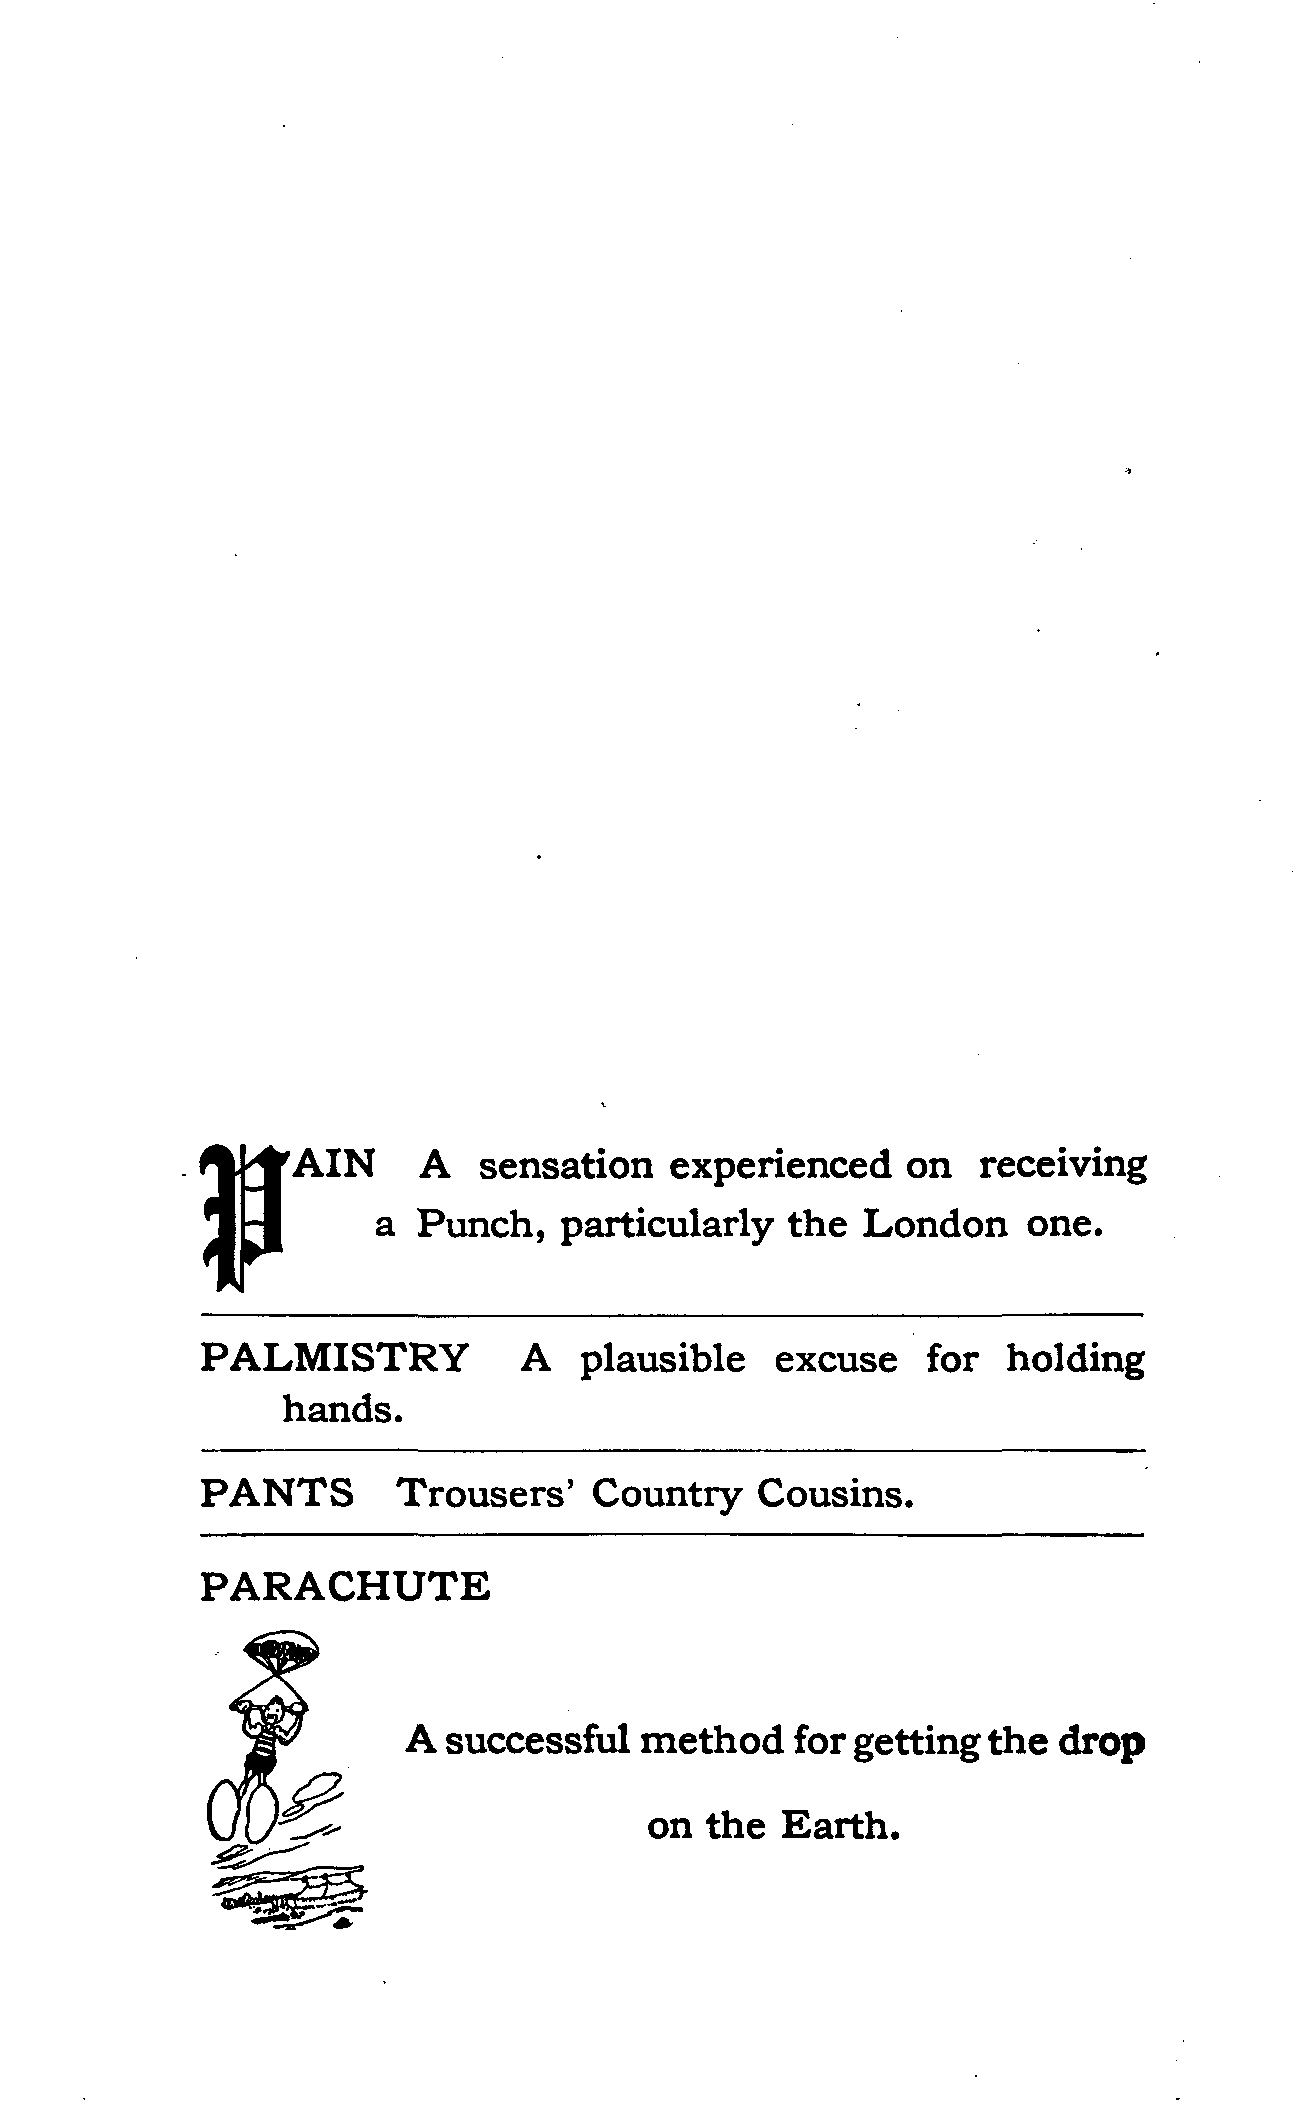 PAIN A sensation experienced on receiving
a Punch, particularly the London one.
PALMISTRY A plausible excuse for holding
hands.
PANTS Trousers' Country Cousins.
PARACHUTE
A successful method for getting the drop
on the Earth.